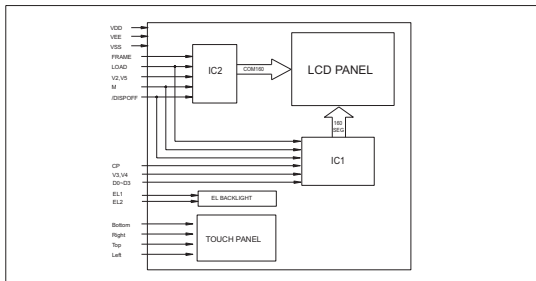 VDD
VEE
VSS
FRAME
LOAD
V2,V5
M
/DISPOFF
IC2
COM160
LCD PANEL
160
SEG
IC1
CP
V3,V4
D0~D3
EL1
EL2
EL BACKLIGHT
Bottom
Right
Top
Left
TOUCH PANEL